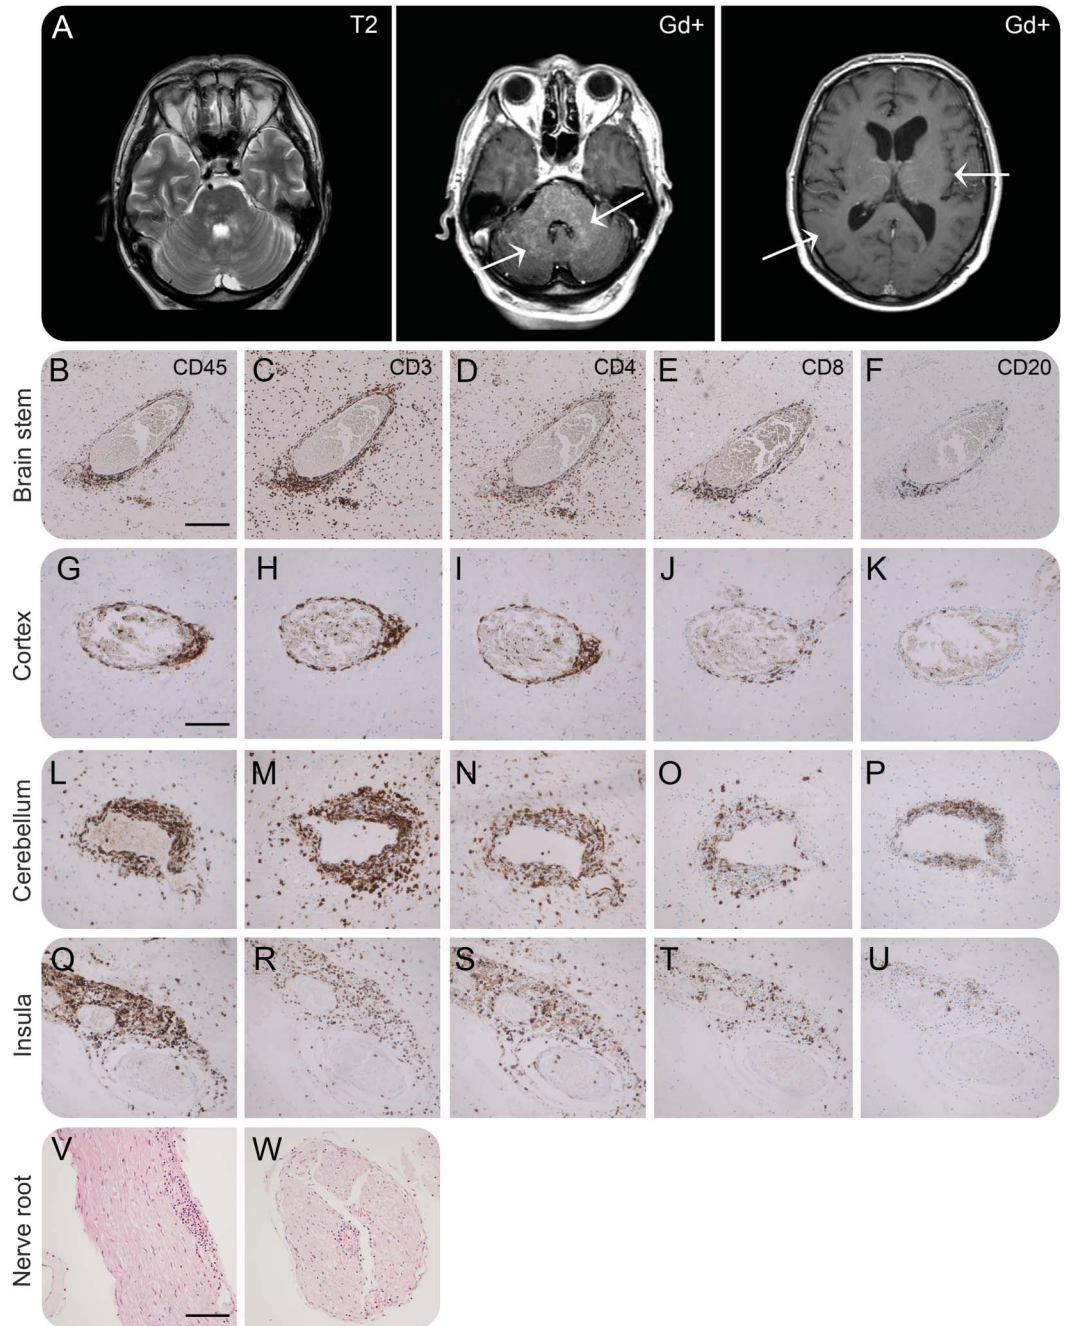 A T2 Gd+ Gd+
Brain stem
B CD45 C CD3 D CD4 E CD8 F CD20
Cortex
G H I J K
Cerebellum
L M N O P
Insula
Q R S T U
Nerve root
V W